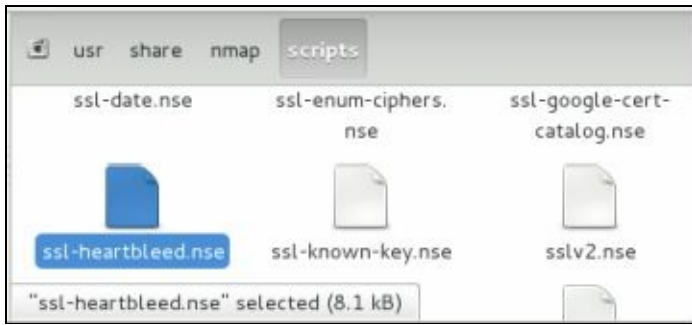 usr share nmap scripts
ssl-date.nse ssl-enum-ciphers. ssl-google-cert-
nse catalog.nse
ssl-heartbleed.nse ssl-known-key.nse sslv2.nse
"ssl-heartbleed.nse" selected (8.1 kB)